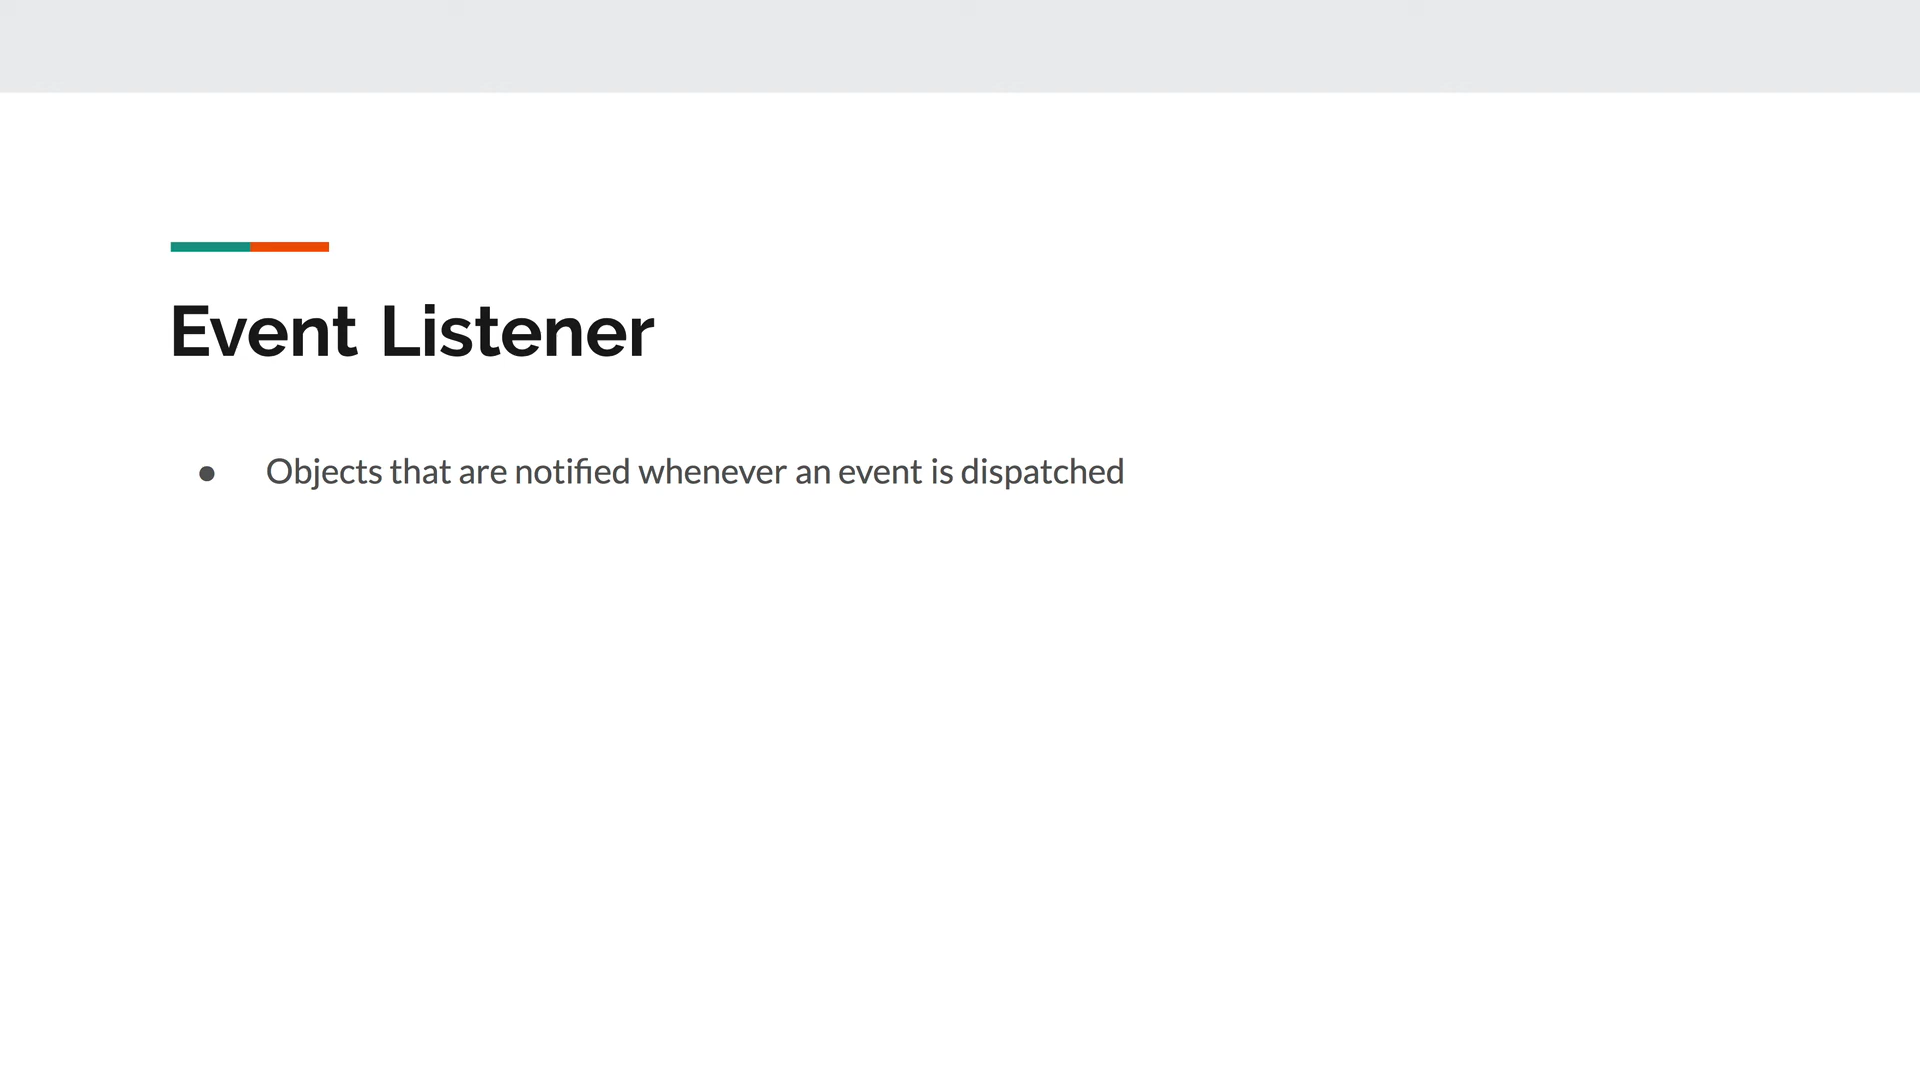 Event Listener
● Objects that are notified whenever an event is dispatched